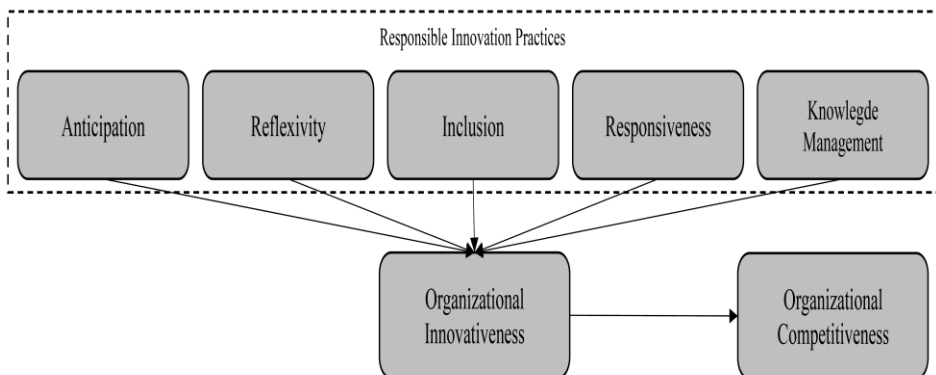 Responsible Innovation Practices
Anticipation
Reflexivity
Inclusion
Responsiveness
Knowlegde
Management
Organizational
Innovativeness
Organizational
Competitiveness